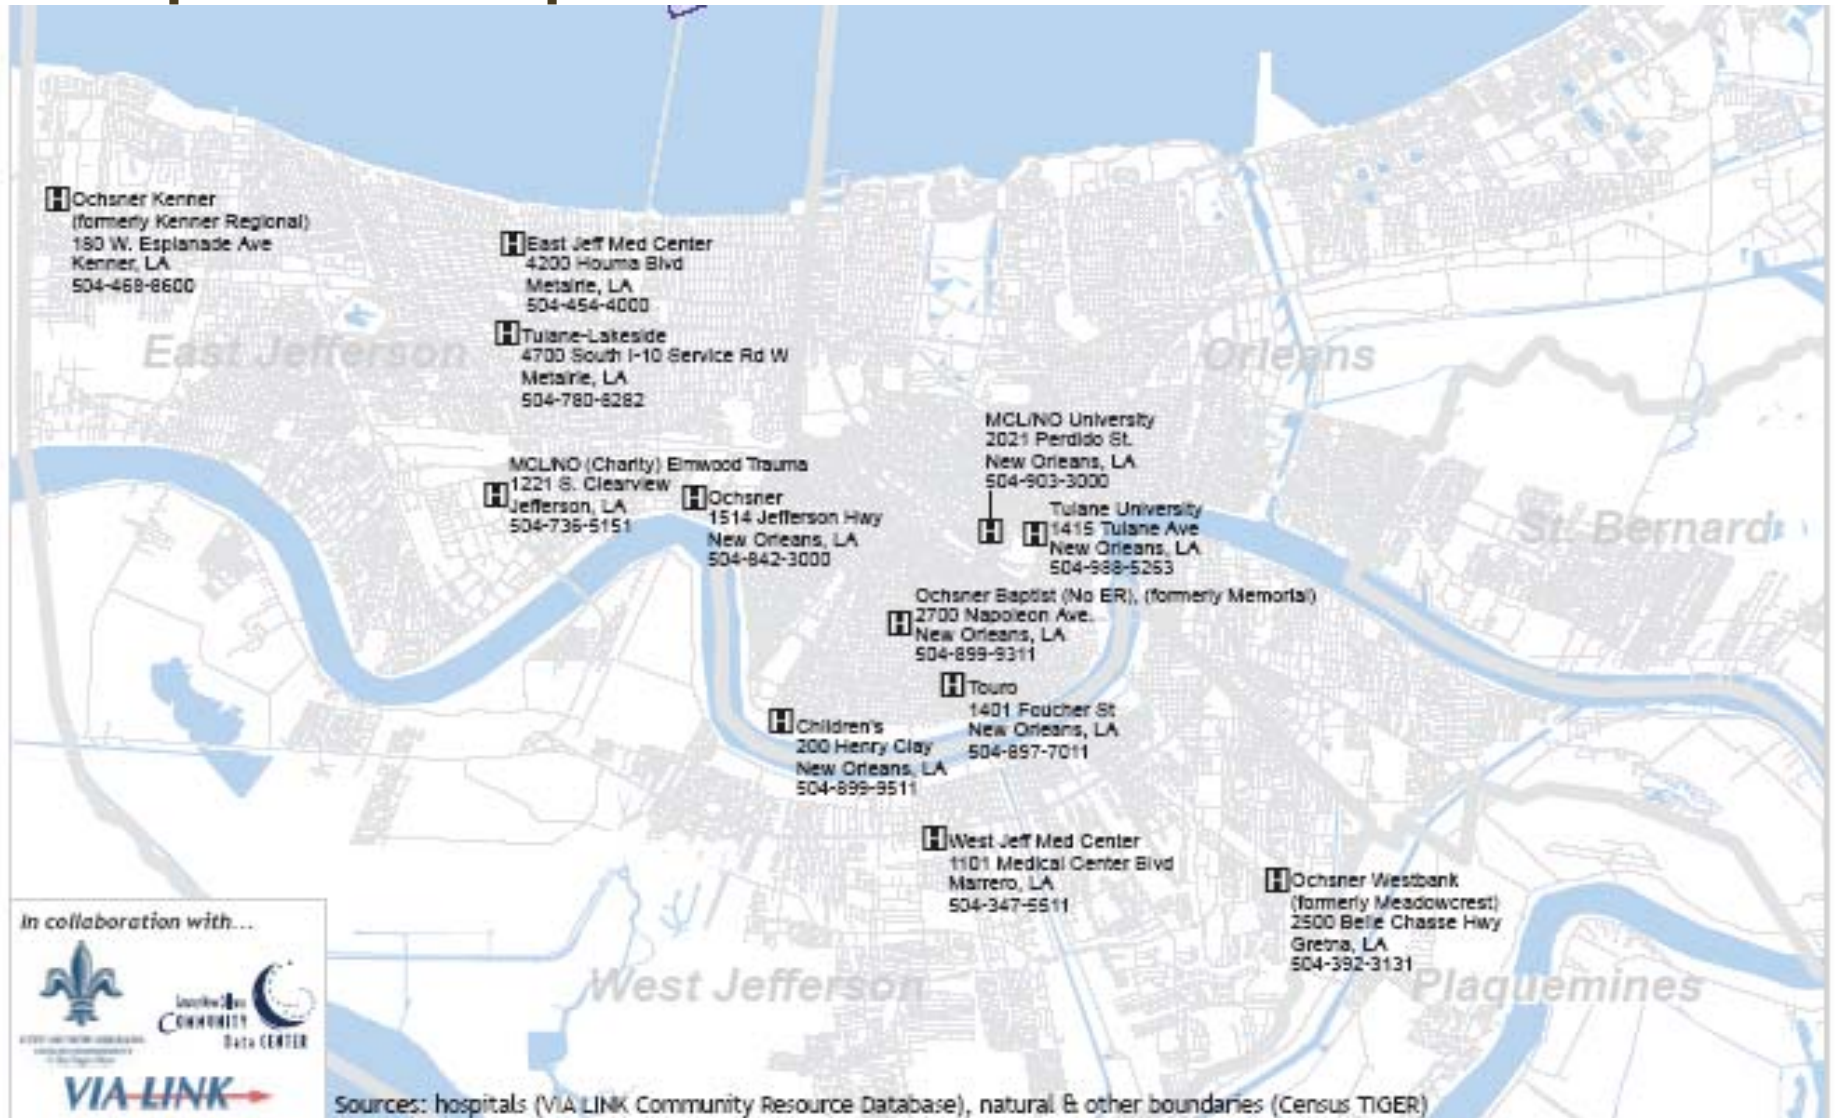 Ochsner Kenner
(formerly Kenner Regional)
180 W. Esplanade Ave
Kenner, LA
504-468-8600
East Jeff Med Center
4200 Houma Blvd
Metairie, LA
504-454-4000
Tulane-Lakeside
4700 South I-10 Service Rd W
Metairie, LA
504-780-8282
East Jefferson
Orleans
MCL/NO University
2021 Perdido St.
New Orleans, LA
504-903-3000
MCL/NO (Charity) Elmwood Trauma
1221 S. Clearview
Jefferson, LA
504-736-5151
Ochsner
1514 Jefferson Hwy
New Orleans, LA
504-842-3000
Tulane University
1415 Tulane Ave
New Orleans, LA
504-988-5263
St. Bernard
Ochsner Baptist (No ER), (formerly Memorial)
2700 Napoleon Ave.
New Orleans, LA
504-899-9311
Touro
1401 Foucher St
New Orleans, LA
504-897-7011
Children's
200 Henry Clay
New Orleans, LA
504-899-9511
West Jeff Med Center
1101 Medical Center Blvd
Marrero, LA
504-347-5511
Ochsner Westbank
(formerly Meadowcrest)
2500 Belle Chasse Hwy
Gretna, LA
504-392-3131
West Jefferson
Plaquemines
In collaboration with...
COMMUNITY
Data CENTER
VIA LINK
Sources: hospitals (VIA LINK Community Resource Database), natural & other boundaries (Census TIGER)